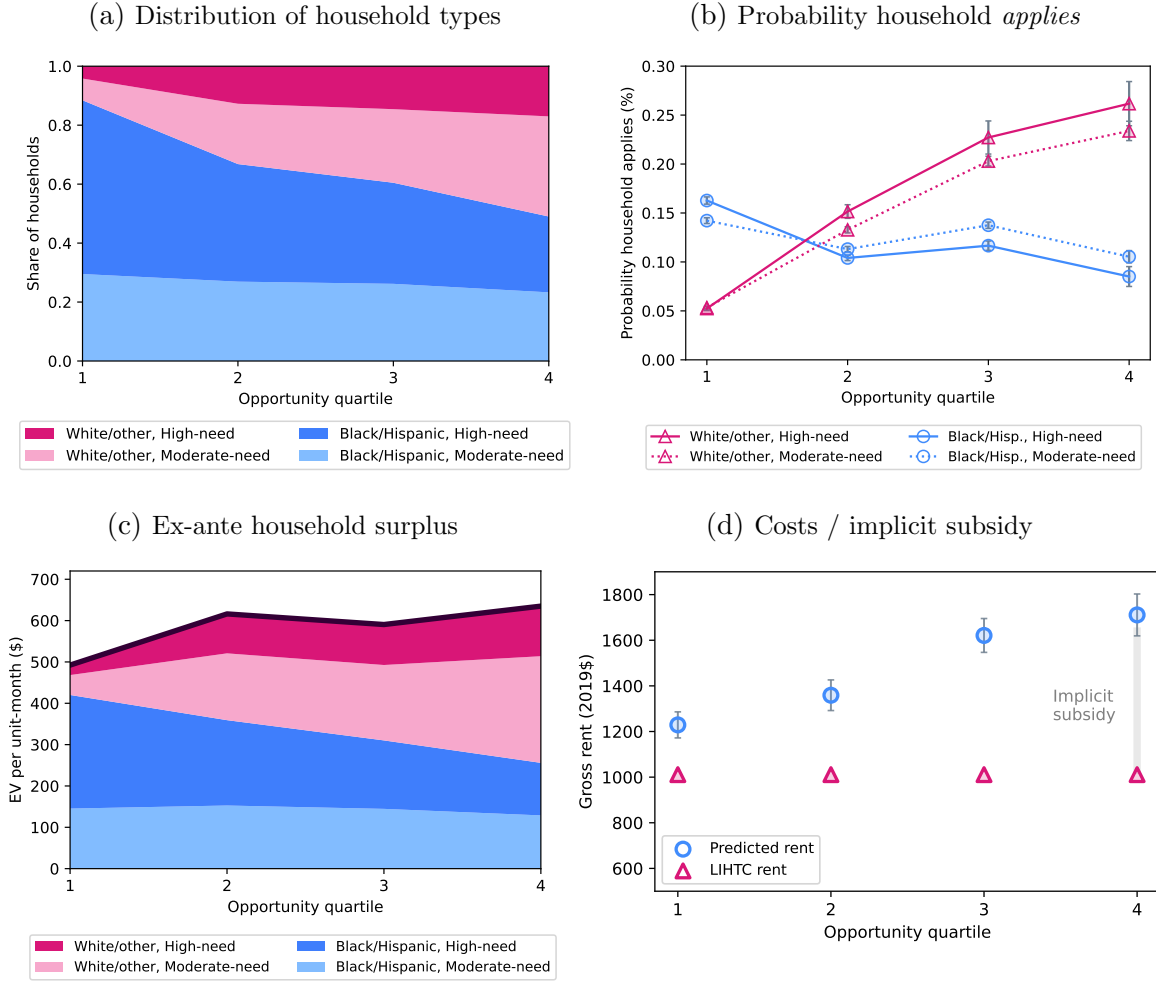 (a) Distribution of household types
Share of households
1.0
0.8
0.6
0.4
0.2
0.0
1 2 3 4
Opportunity quartile
White/other, High-need Black/Hispanic, High-need
White/other, Moderate-need Black/Hispanic, Moderate-need
(b) Probability household applies
Probability household applies (%)
0.30
0.25
0.20
0.15
0.10
0.05
0.00
1 2 3 4
Opportunity quartile
White/other, High-need Black/Hisp., High-need
White/other, Moderate-need Black/Hisp., Moderate-need
(c) Ex-ante household surplus
EV per unit-month ($)
700
600
500
400
300
200
100
0
1 2 3 4
Opportunity quartile
White/other, High-need Black/Hispanic, High-need
White/other, Moderate-need Black/Hispanic, Moderate-need
(d) Costs / implicit subsidy
Gross rent (2019$)
1800
1600
1400
1200
1000
800
600
Implicit
subsidy
Predicted rent
LIHTC rent
1 2 3 4
Opportunity quartile